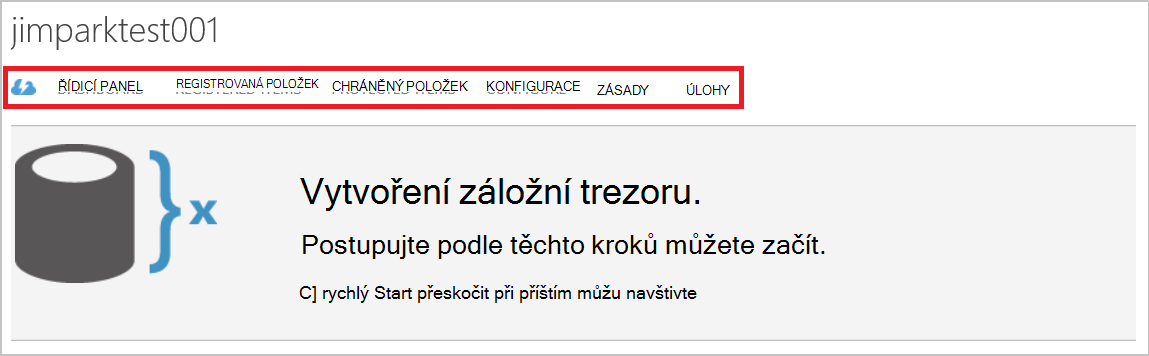 jimparktest001
ŘÍDICÍ PANEL REGISTROVANÁ POLOŽEK CHRÁNĚNÝ POLOŽEK KONFIGURACE ZÁSADY ÚLOHY
x
Vytvoření záložní trezoru.
Postupujte podle těchto kroků můžete začít.
C] rychlý Start přeskočit při příštím můžu navštivte